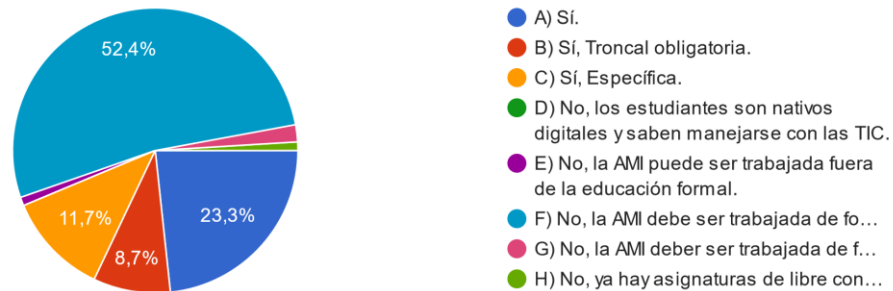 52,4%
11,7%
8,7%
23,3%
A) Sí.
B) Sí, Troncal obligatoria.
C) Sí, Específica.
D) No, los estudiantes son nativos
digitales y saben manejarse con las TIC.
E) No, la AMI puede ser trabajada fuera
de la educación formal.
F) No, la AMI debe ser trabajada de fo…
G) No, la AMI deber ser trabajada de f…
H) No, ya hay asignaturas de libre con…